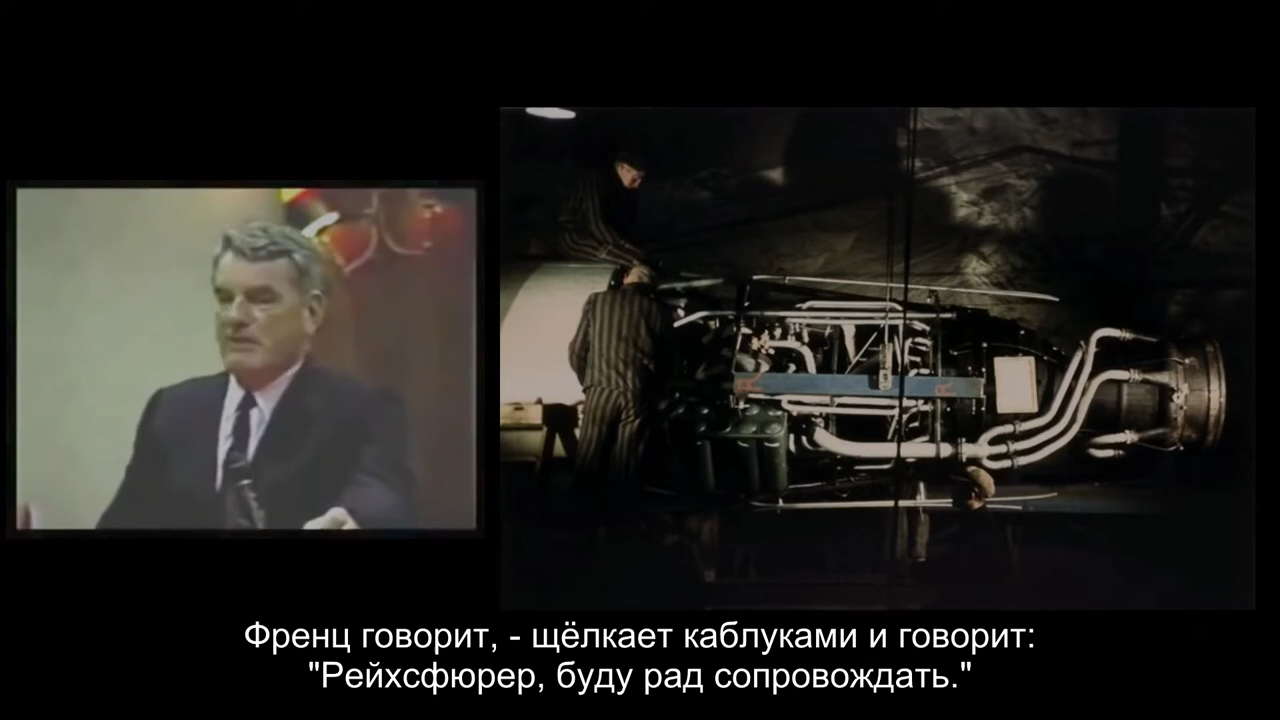 Френц говорит, - щёлкает каблуками и говорит:
"Рейхсфюрер, буду рад сопровождать."